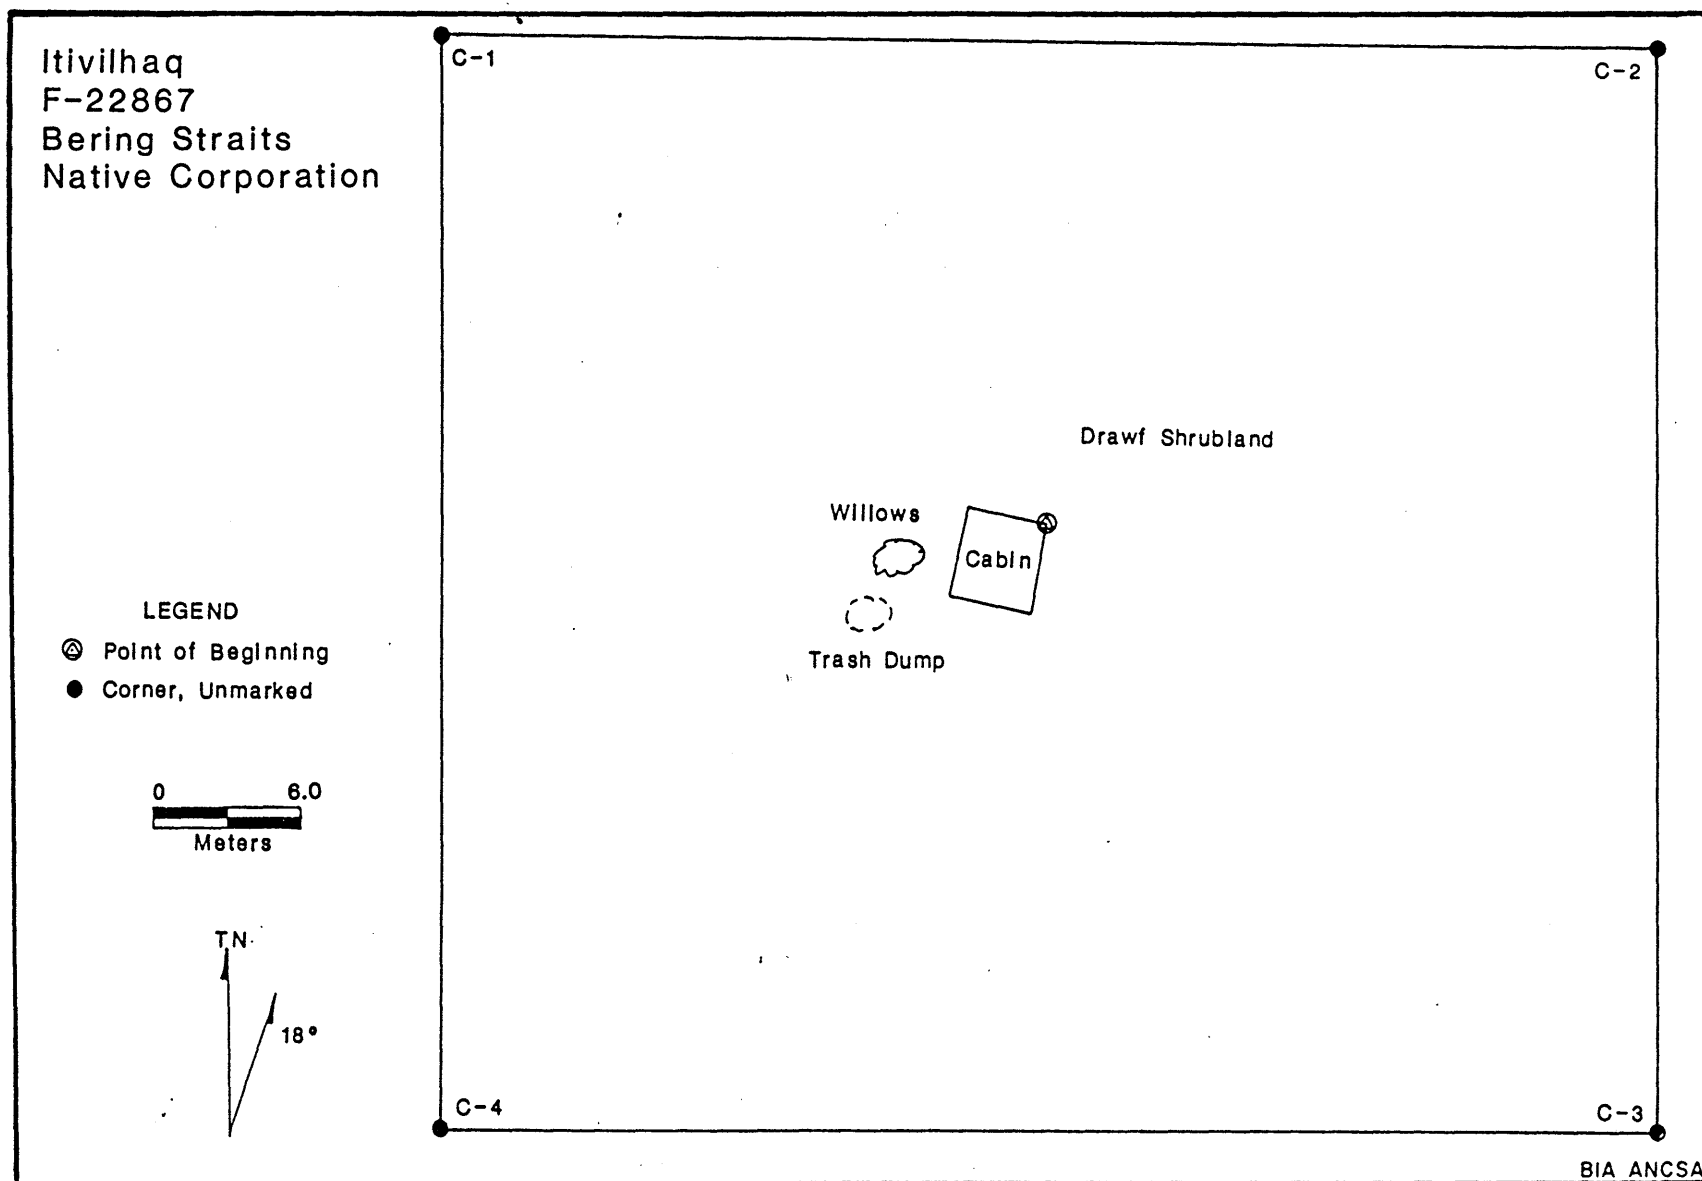 Itivilhaq
F-22867
Bering Straits
Native Corporation
C-1
C-2
Drawf Shrubland
Willows
Cabin
Trash Dump
LEGEND
Point of Beginning
Corner, Unmarked
0 6.0
Meters
TN
18°
C-4
C-3
BIA ANCSA